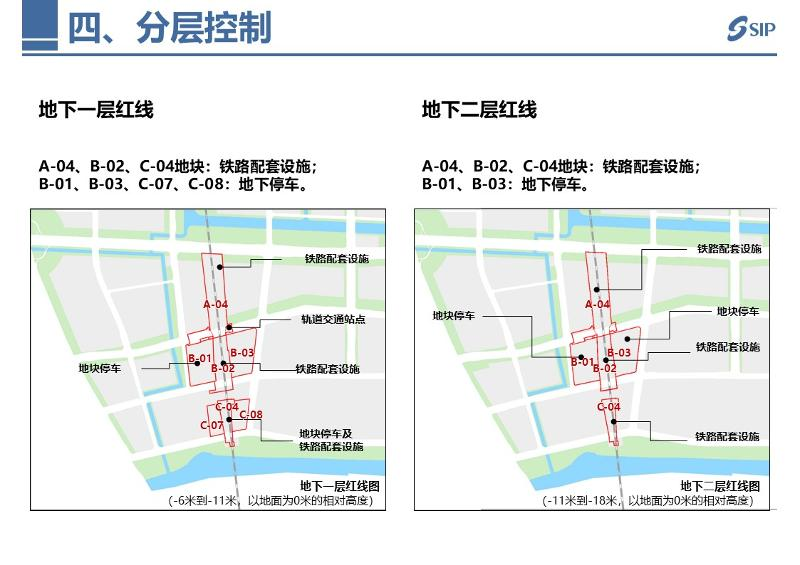 四、分层控制
SIP
地下一层红线
A-04、B-02、C-04地块：铁路配套设施；
B-01、B-03、C-07、C-08：地下停车。
铁路配套设施
A-04
轨道交通站点
B-03
B-01
B-02
地块停车
铁路配套设施
C-04
C-08
C-07
地块停车及
铁路配套设施
地下一层红线图
(-6米到-11米，以地面为0米的相对高度)
地下二层红线
A-04、B-02、C-04地块：铁路配套设施；
B-01、B-03：地下停车。
铁路配套设施
A-04
地块停车
地块停车
铁路配套设施
B-03
B-01
B-02
C-04
铁路配套设施
地下二层红线图
(-11米到-18米，以地面为0米的相对高度)